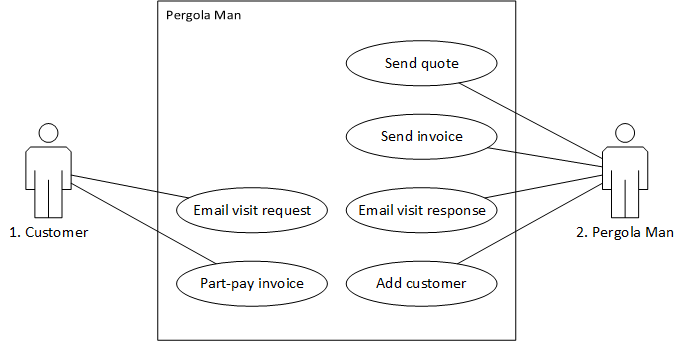 Pergola Man
Send quote
Send invoice
Email visit request
Email visit response
1. Customer
2. Pergola Man
Part-pay invoice
Add customer